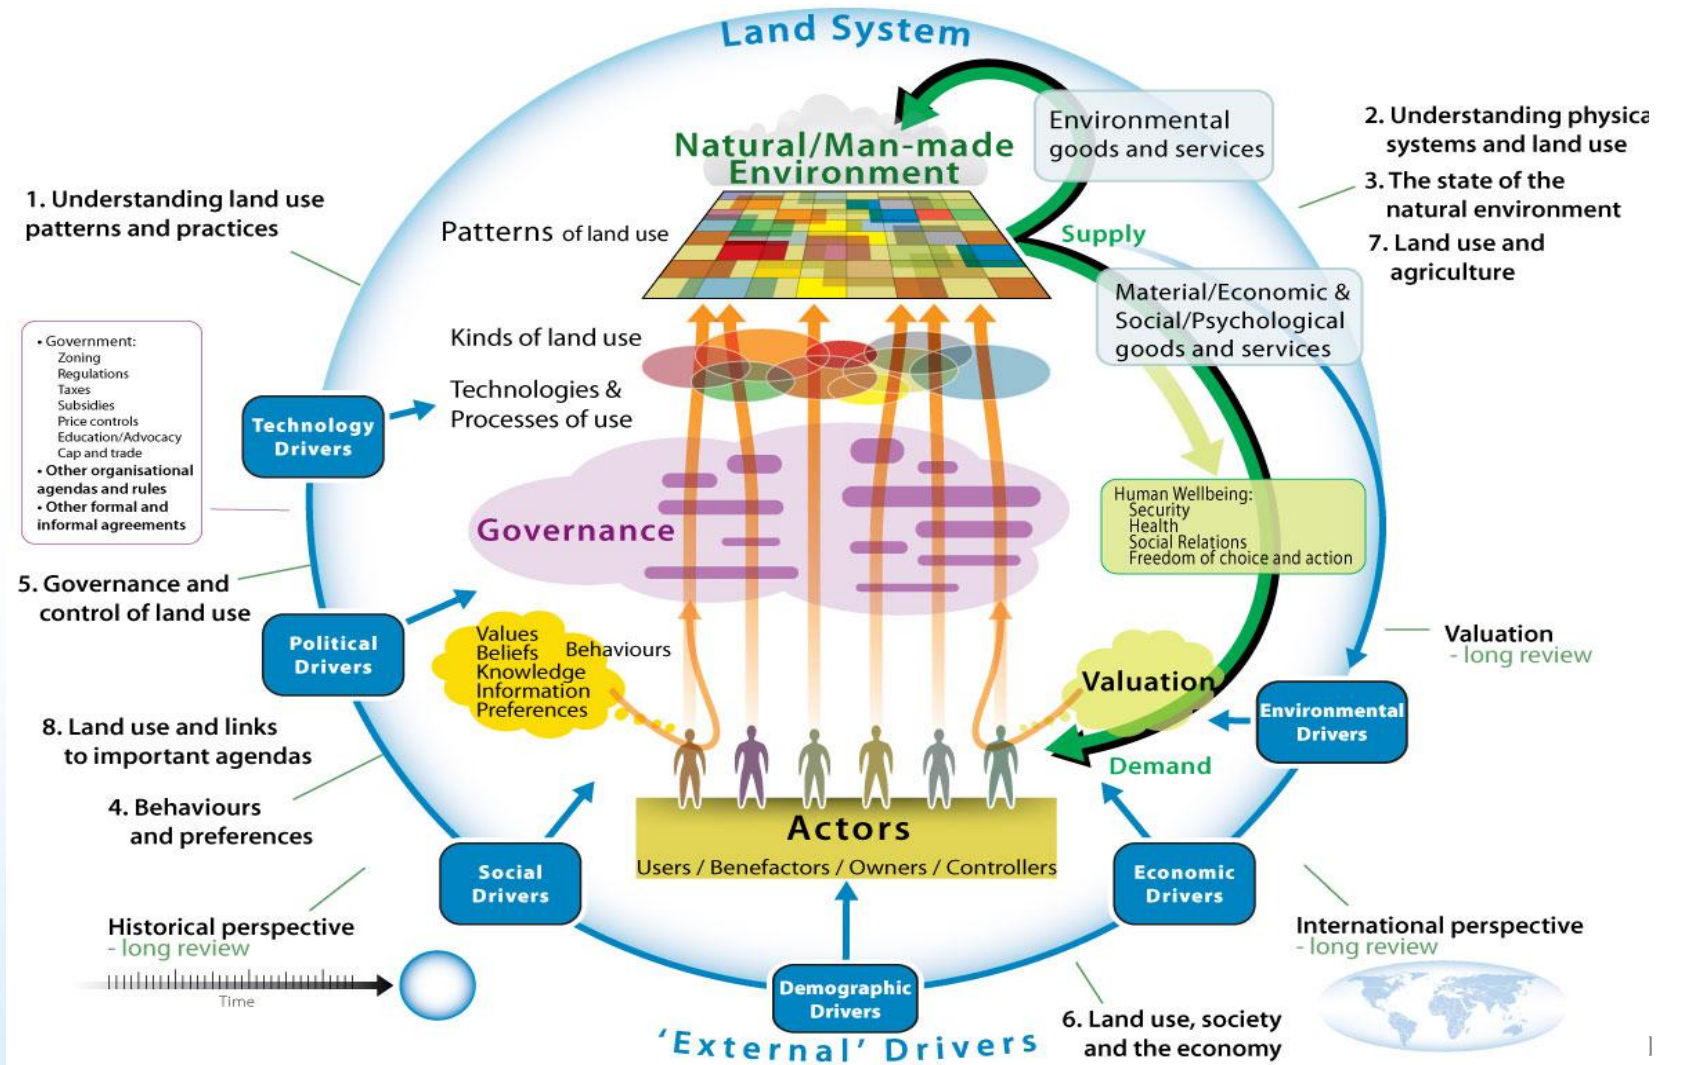 Land System
Environmental
goods and services
2. Understanding physica
systems and land use
3. The state of the
natural environment
7. Land use and
agriculture
Natural/Man-made
Environment
1. Understanding land use
patterns and practices
Patterns of land use
Supply
Material/Economic &
Social/Psychological
goods and services
Kinds of land use
Technologies &
Processes of use
• Government:
Zoning
Regulations
Taxes
Subsidies
Price controls
Education/Advocacy
Cap and trade
• Other organisational
agendas and rules
• Other formal and
informal agreements
Technology
Drivers
Governance
Human Wellbeing:
Security
Health
Social Relations
Freedom of choice and action
5. Governance and
control of land use
Political
Drivers
Values
Beliefs
Knowledge
Information
Preferences
Behaviours
Valuation
Valuation
- long review
Environmental
Drivers
8. Land use and links
to important agendas
Demand
4. Behaviours
and preferences
Actors
Users / Benefactors / Owners / Controllers
Social
Drivers
Economic
Drivers
Historical perspective
- long review
Time
International perspective
- long review
Demographic
Drivers
'External' Drivers
6. Land use, society
and the economy